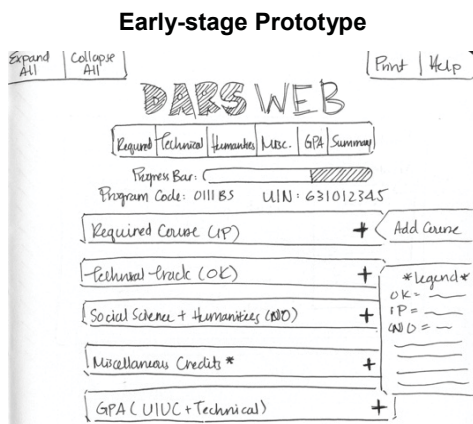 Early-stage Prototype
Expand All
Collapse All
Print
Help
DARS WEB
Required Technical Humanities Misc. GPA Summary
Progress Bar:
Program Code: 0111BS UIN: 631012345
Required Course (IP) +
Add Course
Technical Track (OK) +
*Legend*
OK=
IP=
NO=
Social Science + Humanities (NO) +
Miscellaneous Credits * +
GPA (UIUC + Technical) +